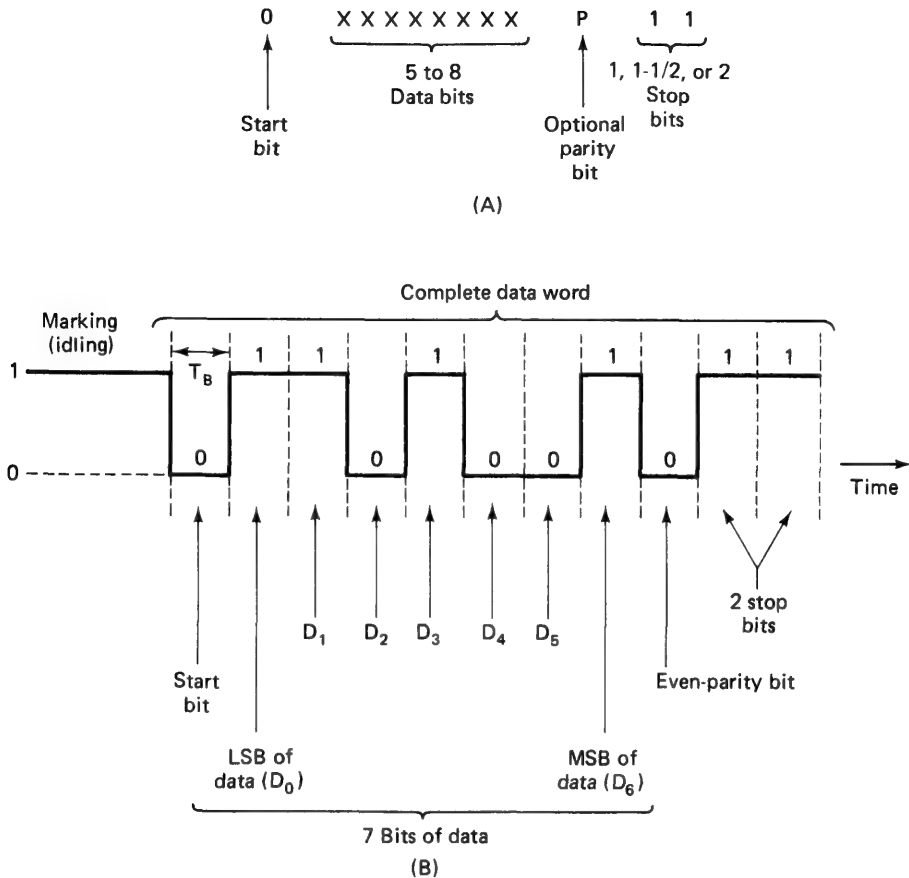 0 X X X X X X X X P 1 1
5 to 8
Data bits
1, 1-1/2, or 2
Stop
bits
Start
bit
Optional
parity
bit
(A)
Complete data word
Marking
(idling)
T_B
1 1 1 1 1 1
1
0 0 0 0 0
0
Time
D_1 D_2 D_3 D_4 D_5
2 stop
bits
Start
bit
Even-parity bit
LSB of
data (D_0)
MSB of
data (D_6)
7 Bits of data
(B)